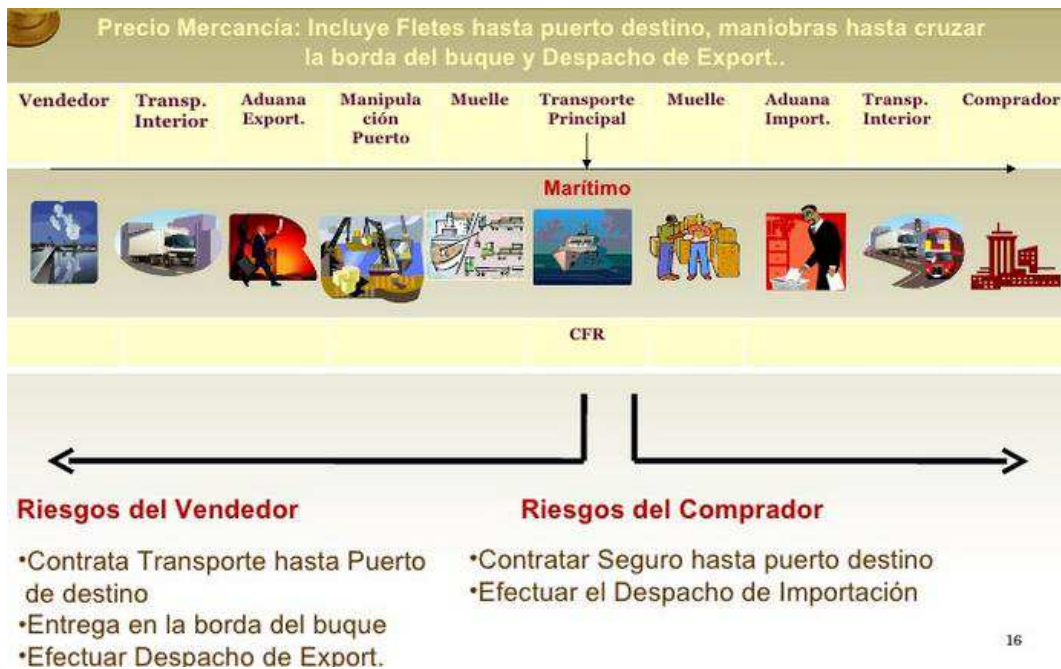 Precio Mercancía: Incluye Fletes hasta puerto destino, maniobras hasta cruzar
la borda del buque y Despacho de Export..
Vendedor
Transp.
Interior
Aduana
Export.
Manipula
ción
Puerto
Muelle
Transporte
Principal
Muelle
Aduana
Import.
Transp.
Interior
Comprador
Marítimo
CFR
Riesgos del Vendedor
•Contrata Transporte hasta Puerto
de destino
•Entrega en la borda del buque
•Efectuar Despacho de Export.
Riesgos del Comprador
•Contratar Seguro hasta puerto destino
•Efectuar el Despacho de Importación
16